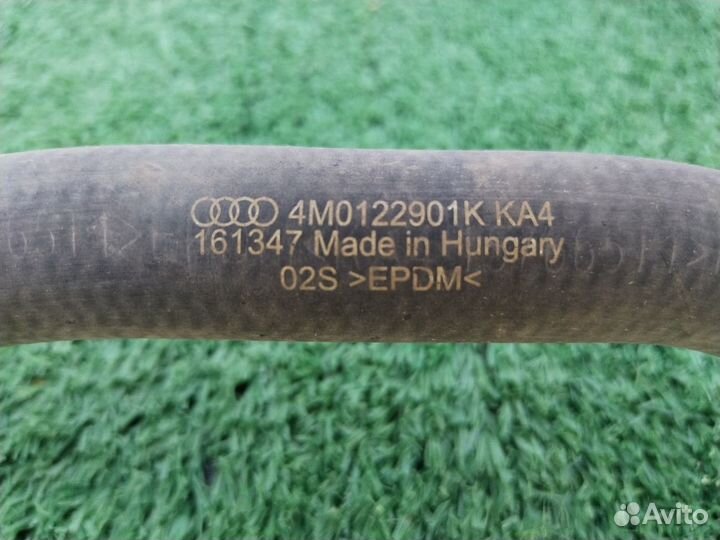 4M0122901K KA4
161347 Made in Hungary
02S >EPDM<
Avito